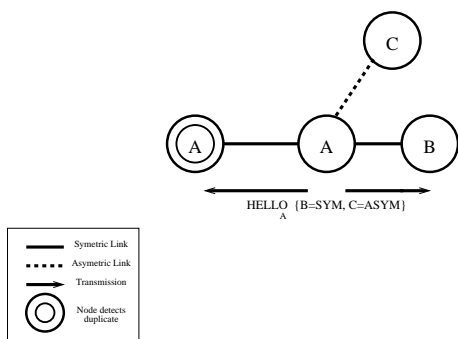 C
A
A
B
HELLO {B=SYM, C=ASYM}
A
Symetric Link
Asymetric Link
Transmission
Node detects
duplicate